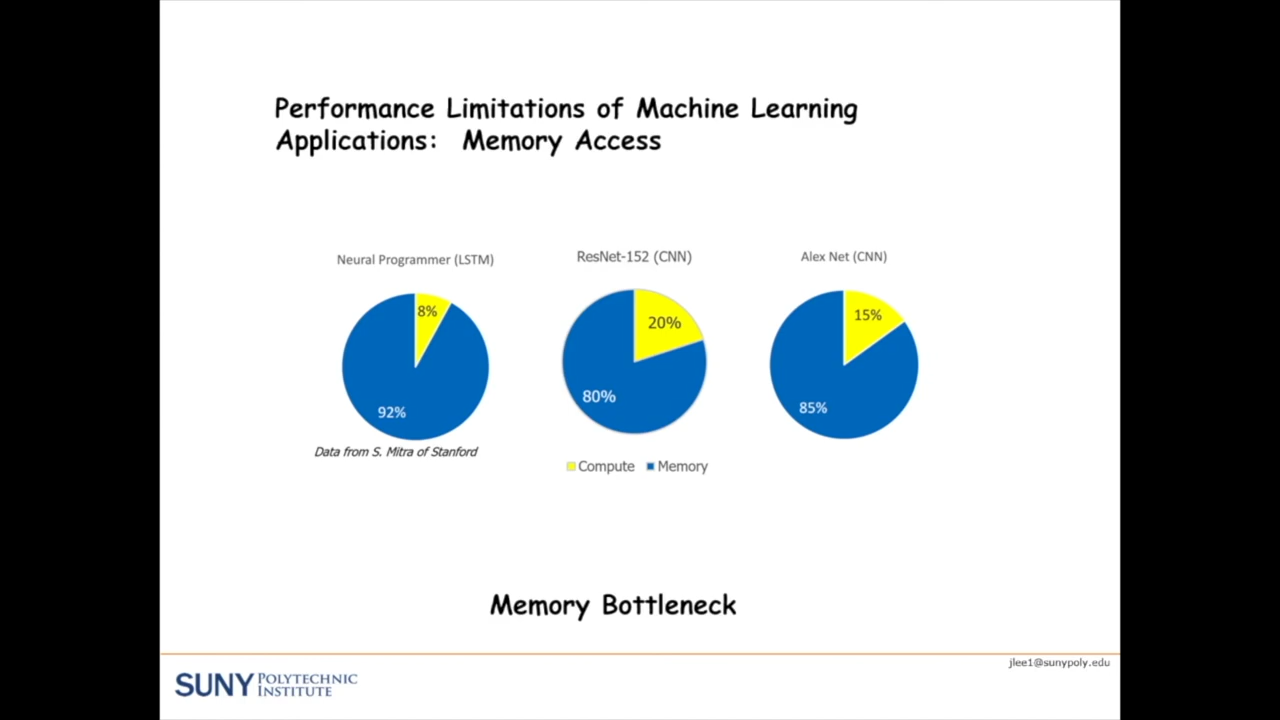 Performance Limitations of Machine Learning
Applications: Memory Access
Neural Programmer (LSTM)
ResNet-152 (CNN)
Alex Net (CNN)
8%
92%
20%
80%
15%
85%
Data from S. Mitra of Stanford
Compute Memory
Memory Bottleneck
jlee1@sunypoly.edu
SUNY POLYTECHNIC
INSTITUTE